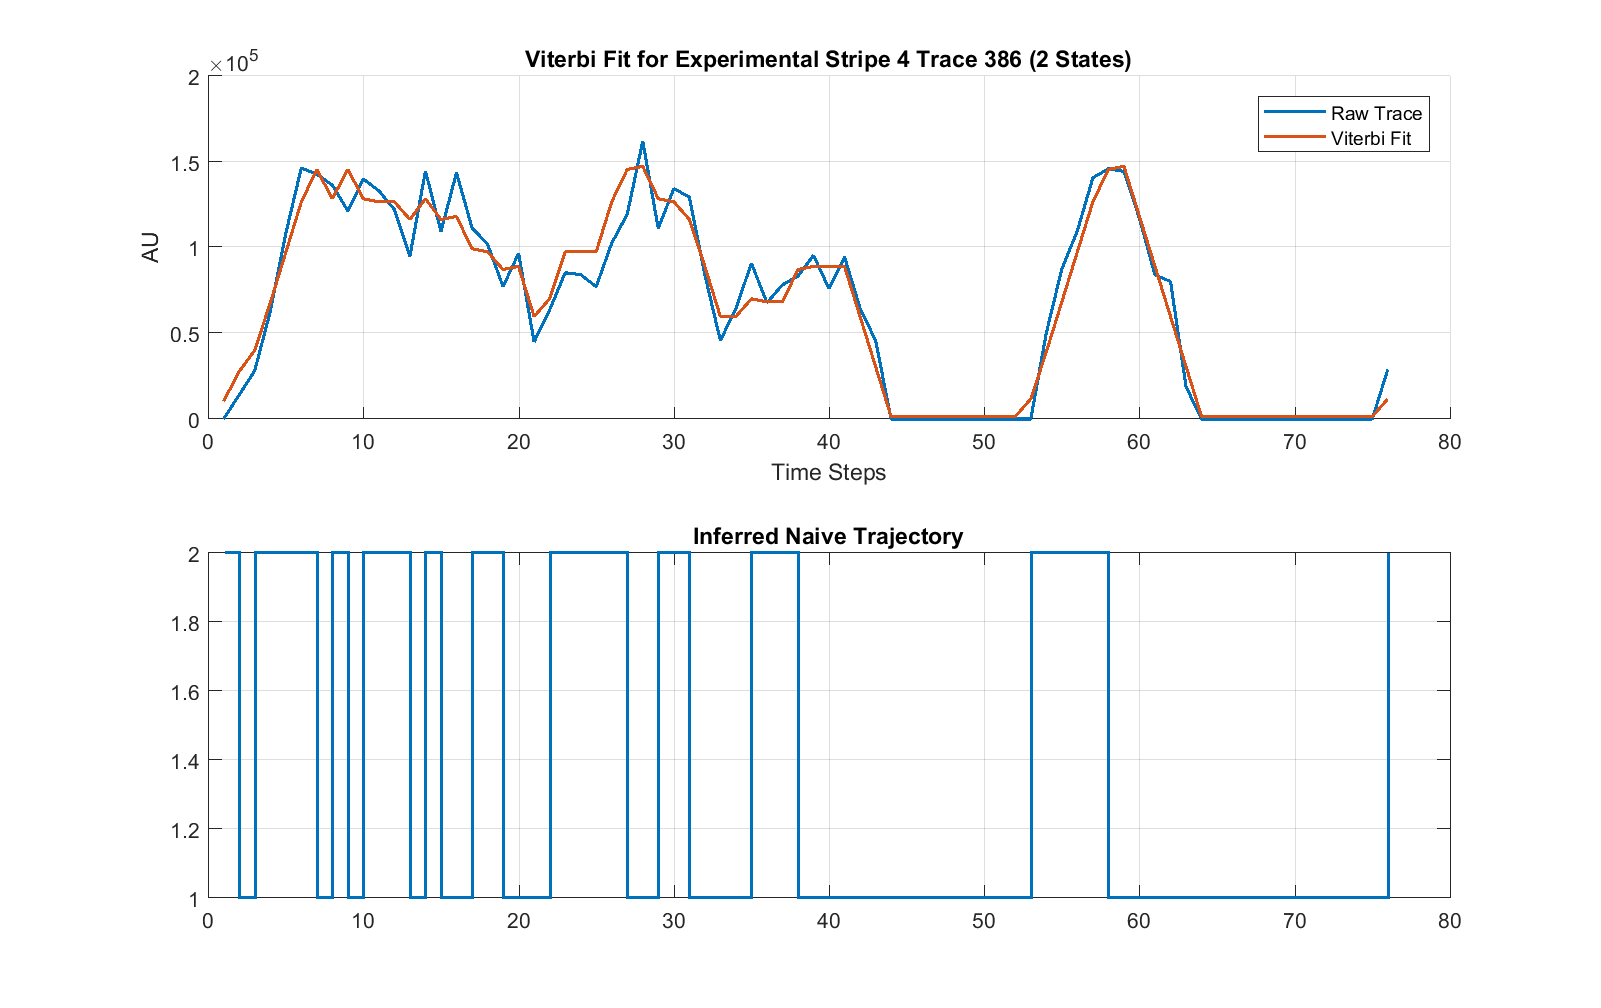 Viterbi Fit for Experimental Stripe 4 Trace 386 (2 States)
×10^5
2
1.5
1
0.5
0
AU
Raw Trace
Viterbi Fit
0 10 20 30 40 50 60 70 80
Time Steps
Inferred Naive Trajectory
2
1.8
1.6
1.4
1.2
1
0 10 20 30 40 50 60 70 80